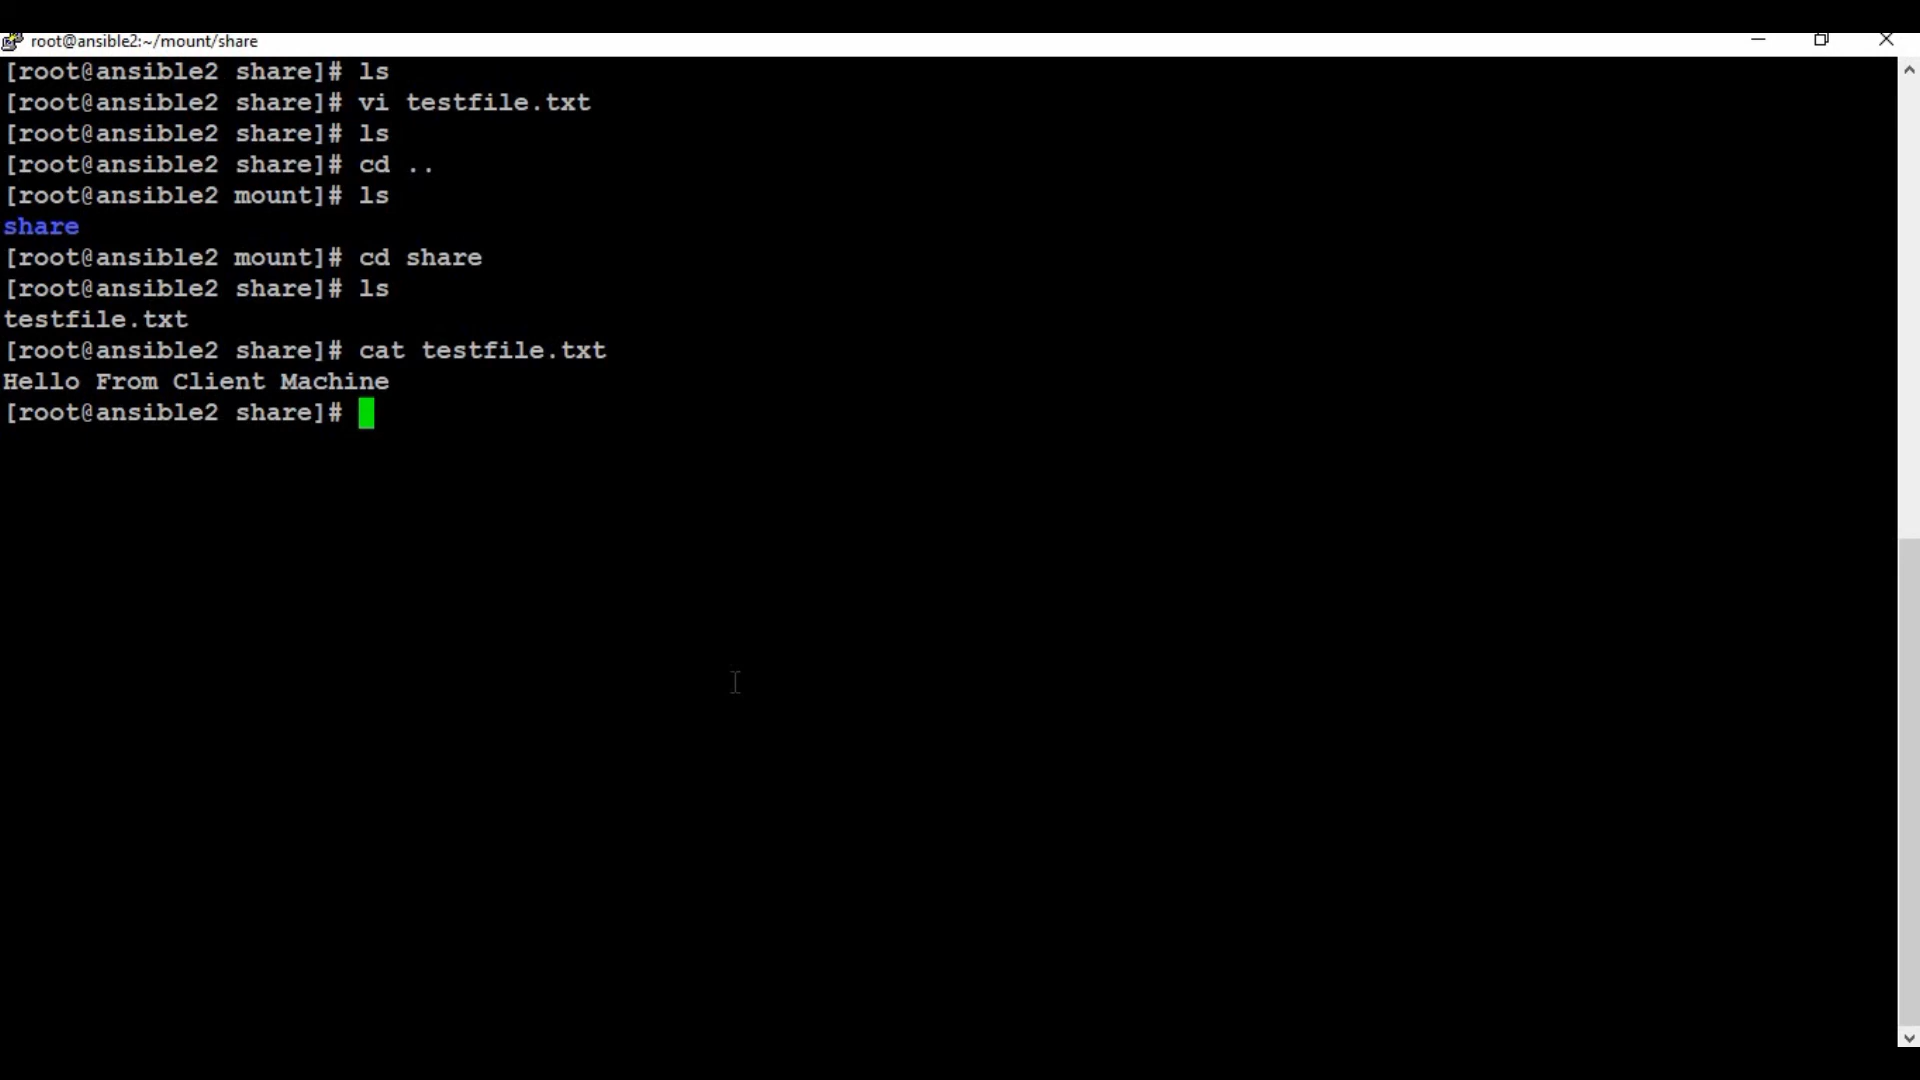 root@ansible2:~/mount/share
[root@ansible2 share]# ls
[root@ansible2 share]# vi testfile.txt
[root@ansible2 share]# ls
[root@ansible2 share]# cd ..
[root@ansible2 mount]# ls
share
[root@ansible2 mount]# cd share
[root@ansible2 share]# ls
testfile.txt
[root@ansible2 share]# cat testfile.txt
Hello From Client Machine
[root@ansible2 share]#